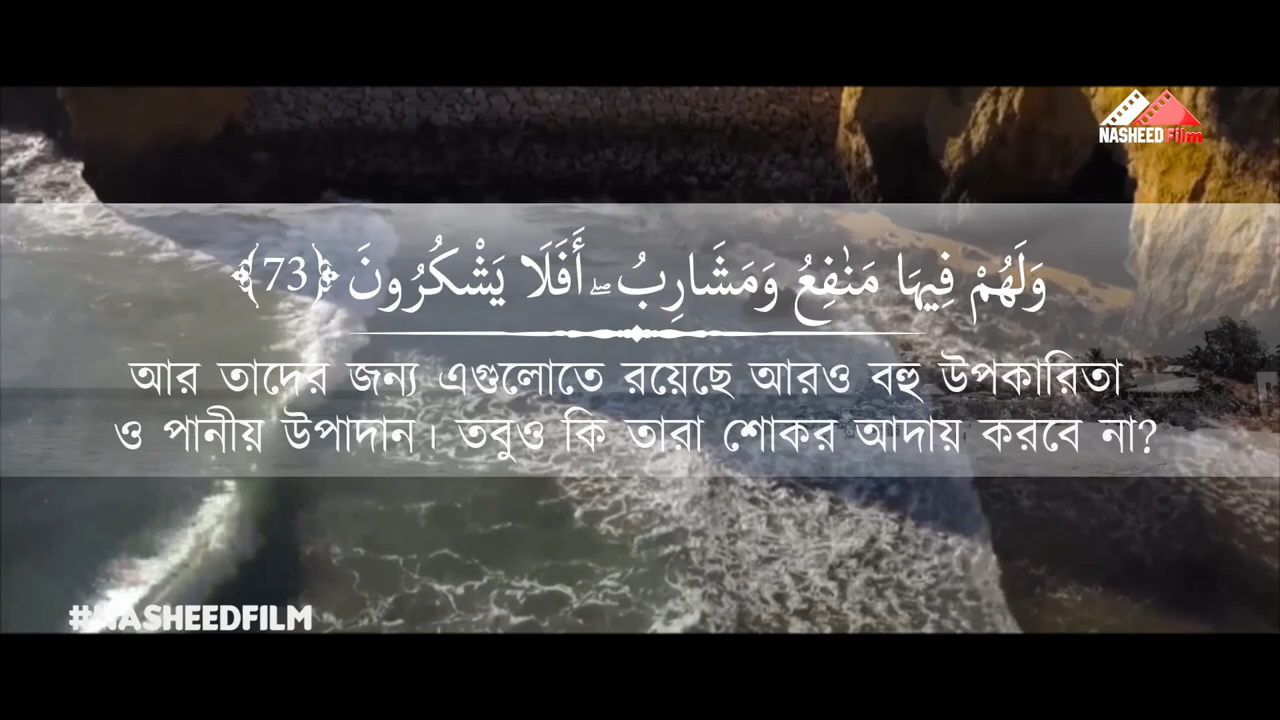 NASHEED Film
وَلَهُمْ فِيهَا مَنَٰفِعُ وَمَشَارِبُ ۖ أَفَلَا يَشْكُرُونَ ﴿73﴾
আর তাদের জন্য এগুলোতে রয়েছে আরও বহু উপকারিতা
ও পানীয় উপাদান। তবুও কি তারা শোকর আদায় করবে না?
#NASHEEDFILM